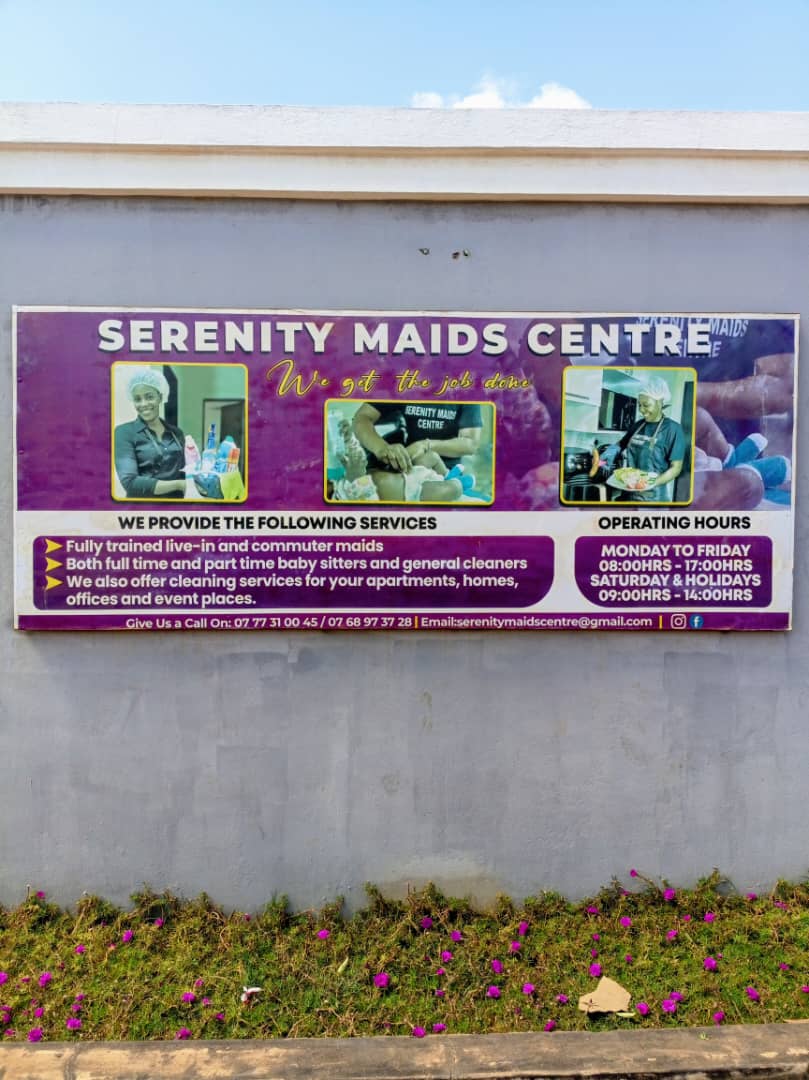 SERENITY MAIDS CENTRE
We get the job done
SERENITY MAIDS
CENTRE
SERENITY MAIDS
CENTRE
WE PROVIDE THE FOLLOWING SERVICES
Fully trained live-in and commuter maids
Both full time and part time baby sitters and general cleaners
We also offer cleaning services for your apartments, homes,
offices and event places.
OPERATING HOURS
MONDAY TO FRIDAY
08:00HRS - 17:00HRS
SATURDAY & HOLIDAYS
09:00HRS - 14:00HRS
Give Us a Call On: 07 77 31 00 45 / 07 68 97 37 28 | Email:serenitymaidscentre@gmail.com |